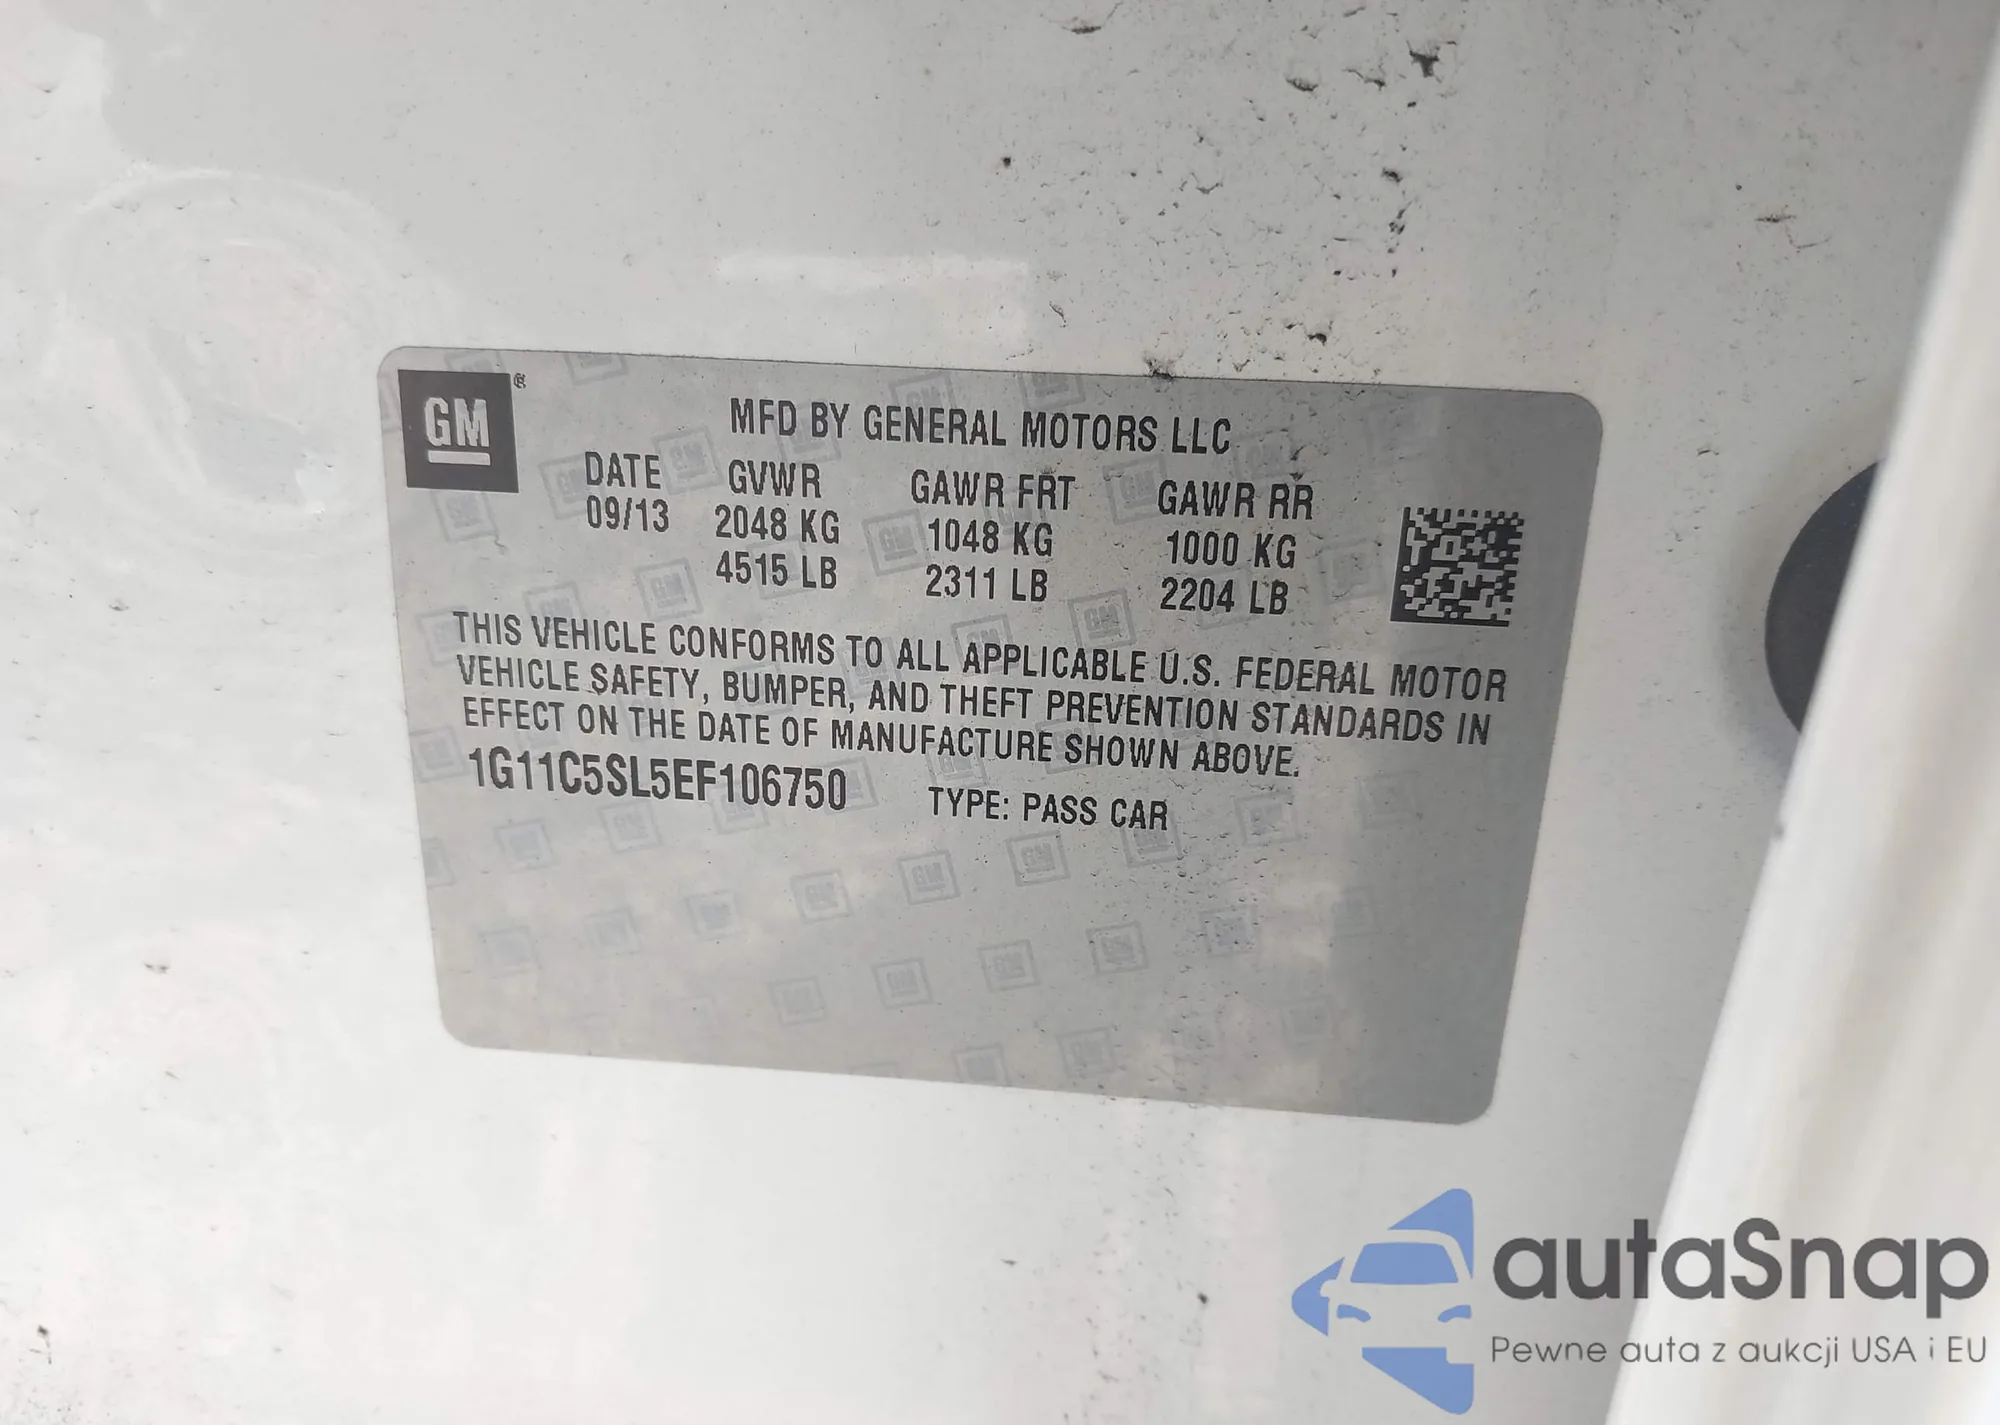 GM®
MFD BY GENERAL MOTORS LLC
DATE GVWR GAWR FRT GAWR RR
09/13 2048 KG 1048 KG 1000 KG
4515 LB 2311 LB 2204 LB
THIS VEHICLE CONFORMS TO ALL APPLICABLE U.S. FEDERAL MOTOR
VEHICLE SAFETY, BUMPER, AND THEFT PREVENTION STANDARDS IN
EFFECT ON THE DATE OF MANUFACTURE SHOWN ABOVE.
1G11C5SL5EF106750 TYPE: PASS CAR
autaSnap
Pewne auta z aukcji USA i EU